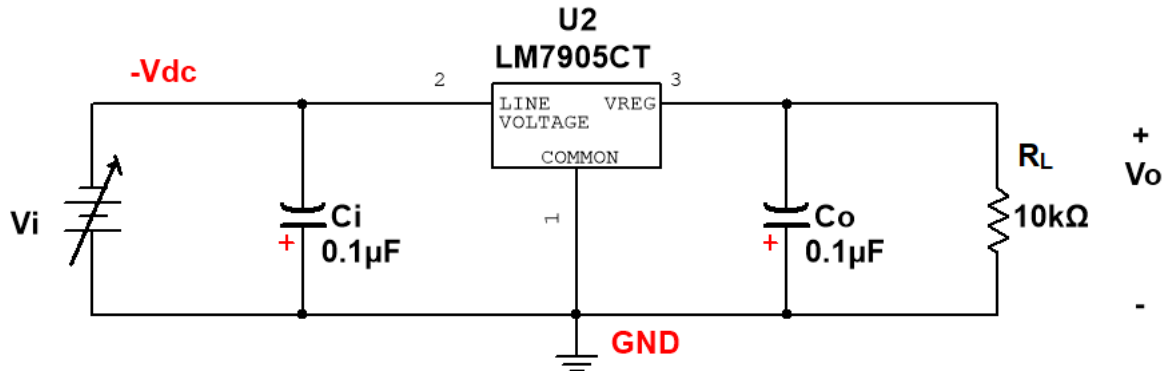 U2
LM7905CT
-Vdc
2
3
LINE VREG
VOLTAGE
COMMON
+
RL
Vo
Vi
Ci
1
Co
10kΩ
+
0.1µF
+
0.1µF
-
GND